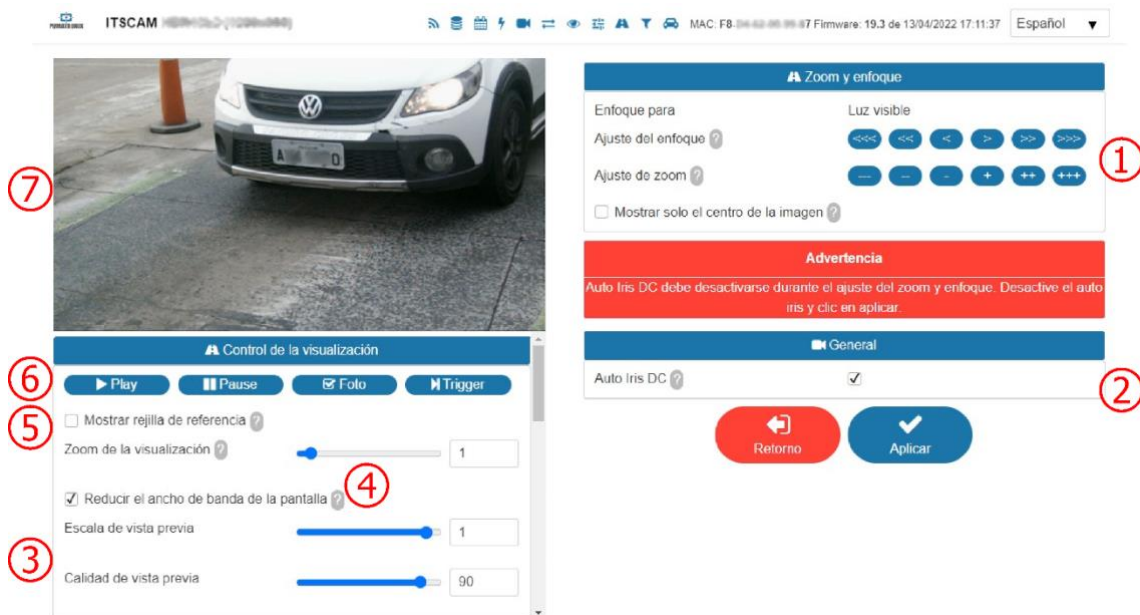 ITSCAM
MAC: F8- 87 Firmware: 19.3 de 13/04/2022 17:11:37
Español
7
6
5
4
3
1
2
Control de la visualización
Play
Pause
Foto
Trigger
Mostrar rejilla de referencia ?
Zoom de la visualización ?
1
Reducir el ancho de banda de la pantalla ?
Escala de vista previa
1
Calidad de vista previa
90
Zoom y enfoque
Enfoque para
Luz visible
Ajuste del enfoque ?
<<< << < > >> >>>
Ajuste de zoom ?
--- -- - + ++ +++
Mostrar solo el centro de la imagen ?
Advertencia
Auto Iris DC debe desactivarse durante el ajuste del zoom y enfoque. Desactive el auto
iris y clic en aplicar.
General
Auto Iris DC ?
Retorno
Aplicar